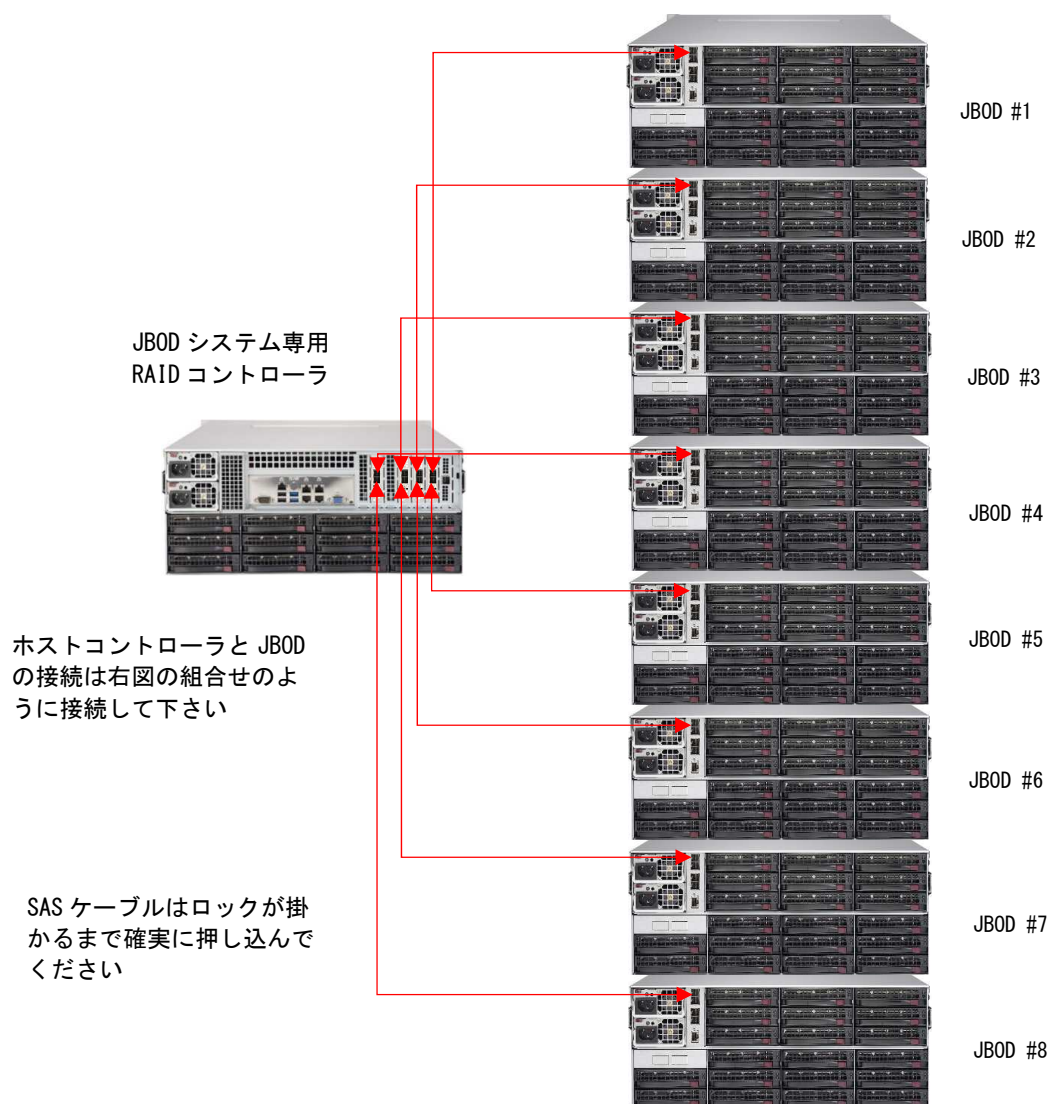 JBOD #1
JBOD #2
JBOD システム専用
RAID コントローラ
JBOD #3
JBOD #4
ホストコントローラと JBOD
の接続は右図の組合せのよ
うに接続して下さい
JBOD #5
JBOD #6
SAS ケーブルはロックが掛
かるまで確実に押し込んで
ください
JBOD #7
JBOD #8